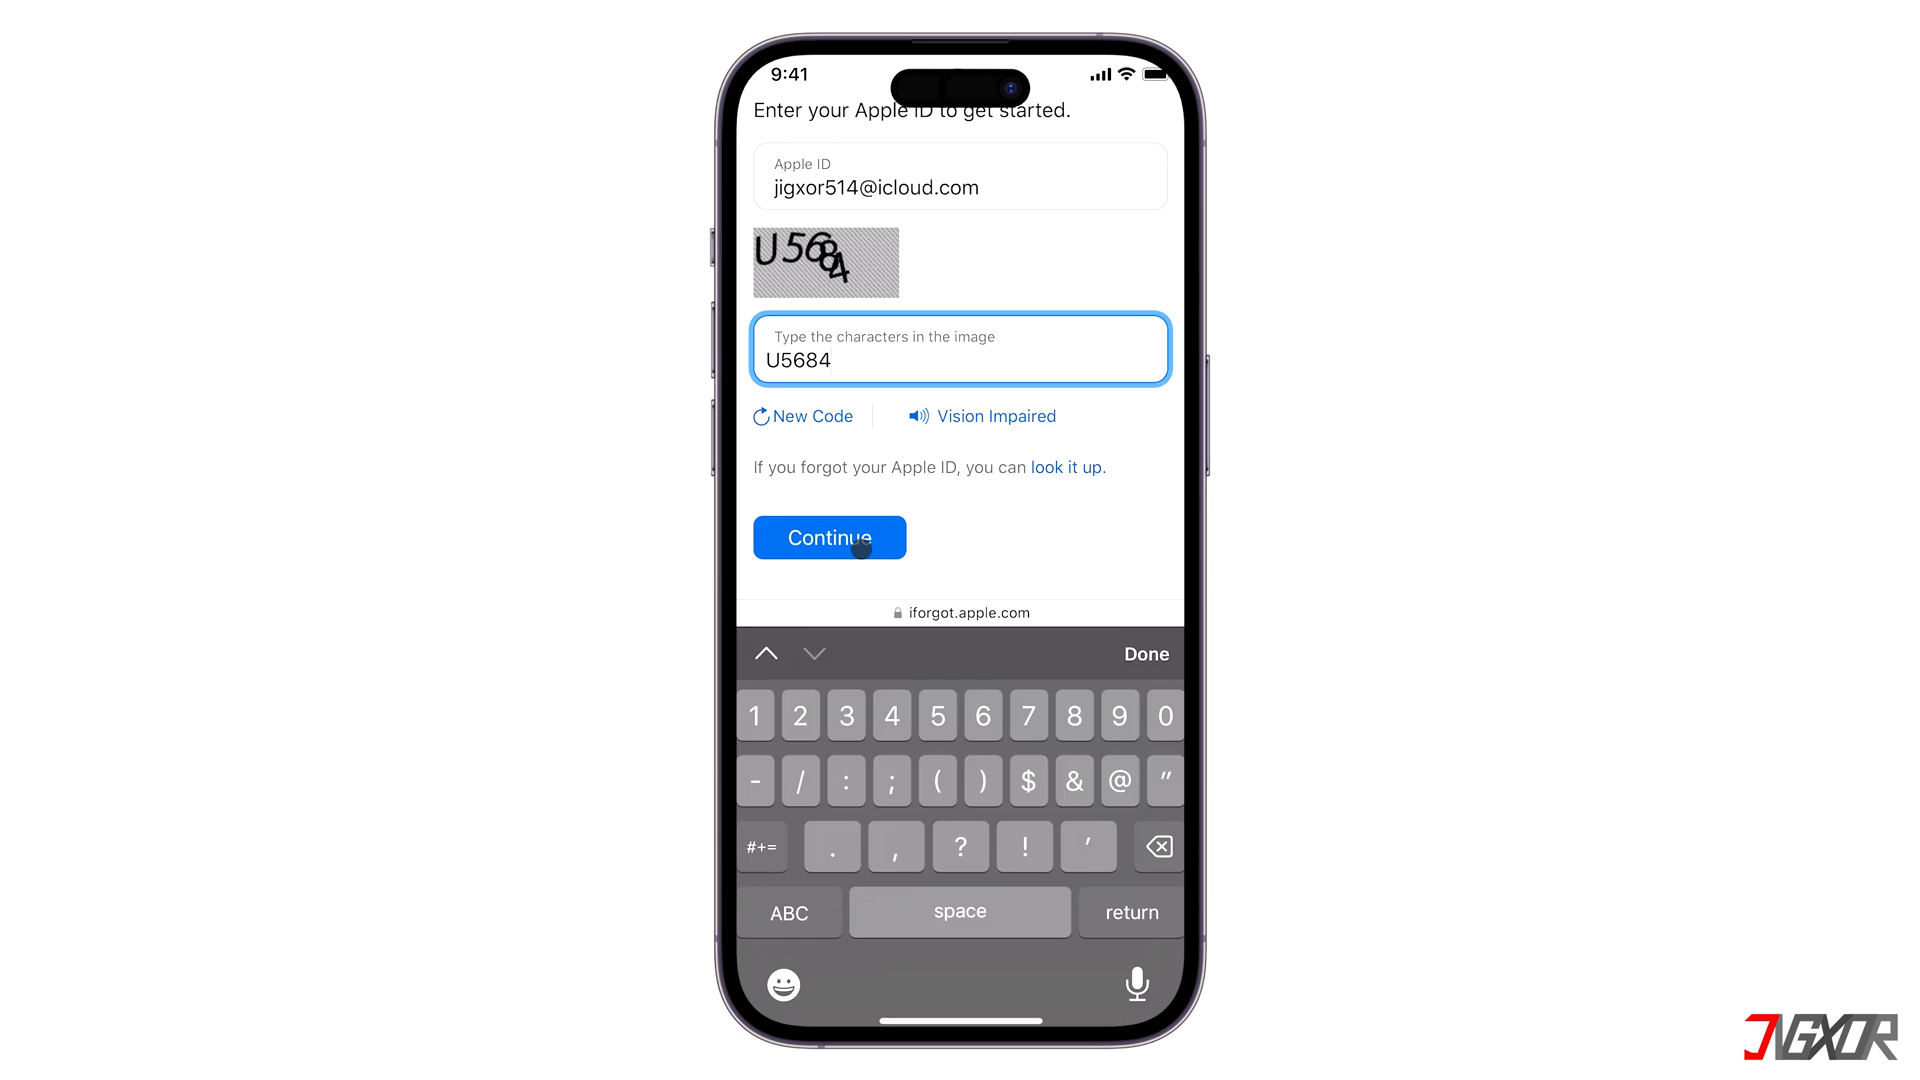 9:41
Enter your Apple ID to get started.
Apple ID
jigxor514@icloud.com
U5684
Type the characters in the image
U5684
New Code
Vision Impaired
If you forgot your Apple ID, you can look it up.
Continue
iforgot.apple.com
Done
1 2 3 4 5 6 7 8 9 0
- / : ; ( ) $ & @ "
#+= . , ? ! ’
ABC space return
JIGXOR